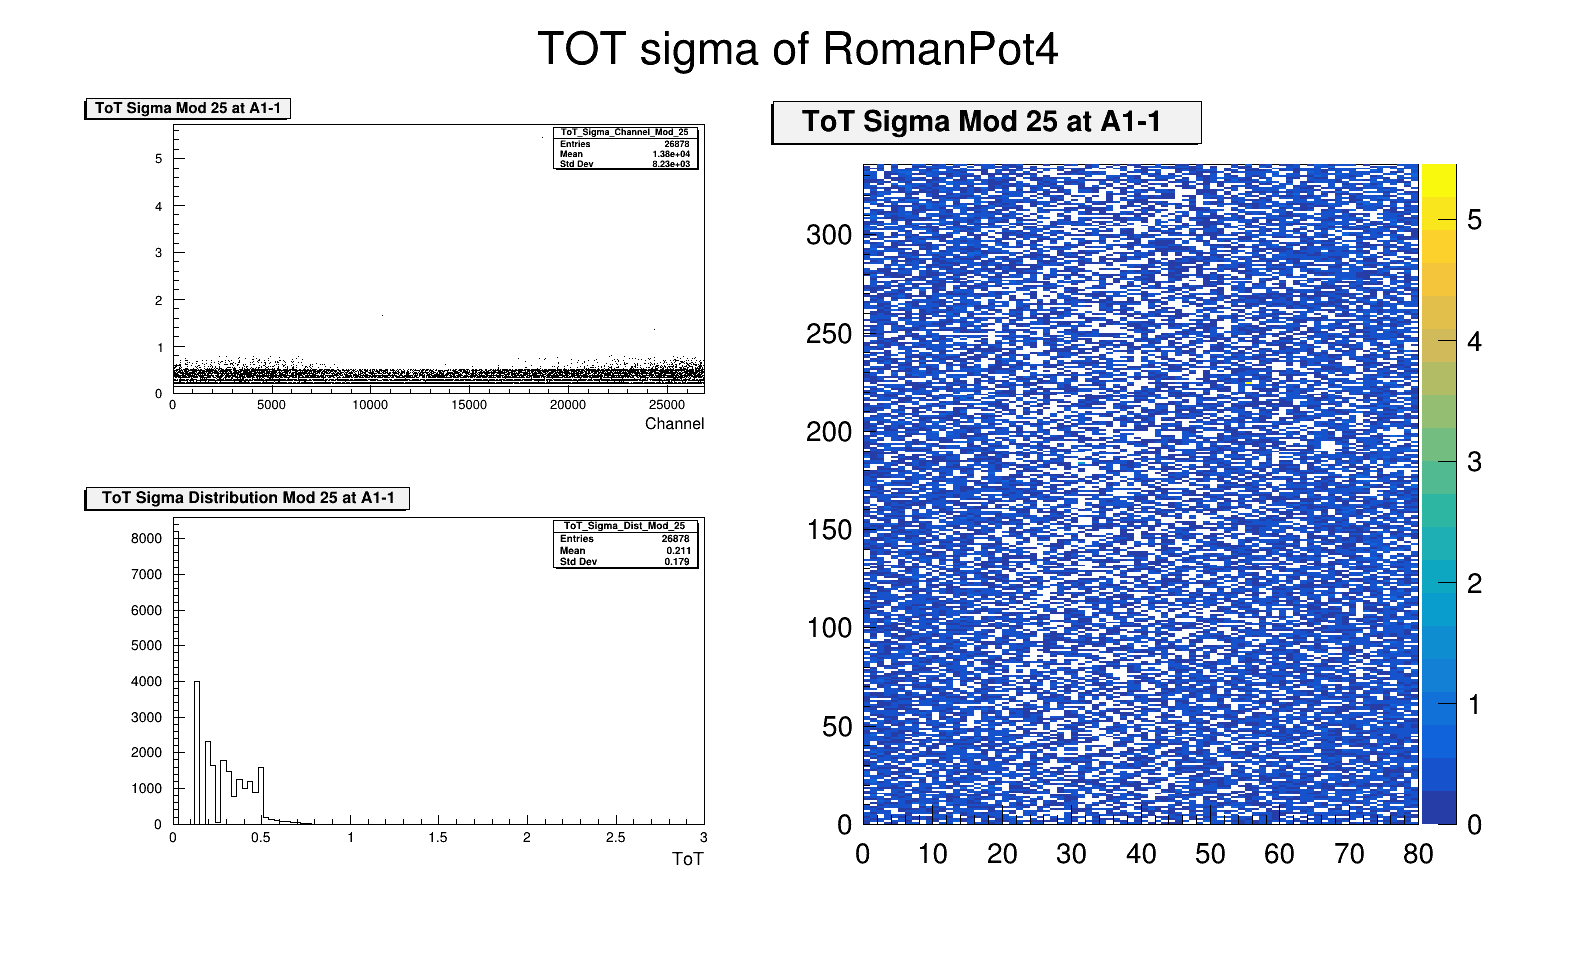 TOT sigma of RomanPot4
ToT Sigma Mod 25 at A1-1
ToT_Sigma_Channel_Mod_25
Entries 26878
Mean 1.38e+04
Std Dev 8.23e+03
5
4
3
2
1
0
0 5000 10000 15000 20000 25000
Channel
ToT Sigma Distribution Mod 25 at A1-1
ToT_Sigma_Dist_Mod_25
Entries 26878
Mean 0.211
Std Dev 0.179
8000
7000
6000
5000
4000
3000
2000
1000
0
0 0.5 1 1.5 2 2.5 3
ToT
ToT Sigma Mod 25 at A1-1
300
250
200
150
100
50
0
0 10 20 30 40 50 60 70 80
5
4
3
2
1
0